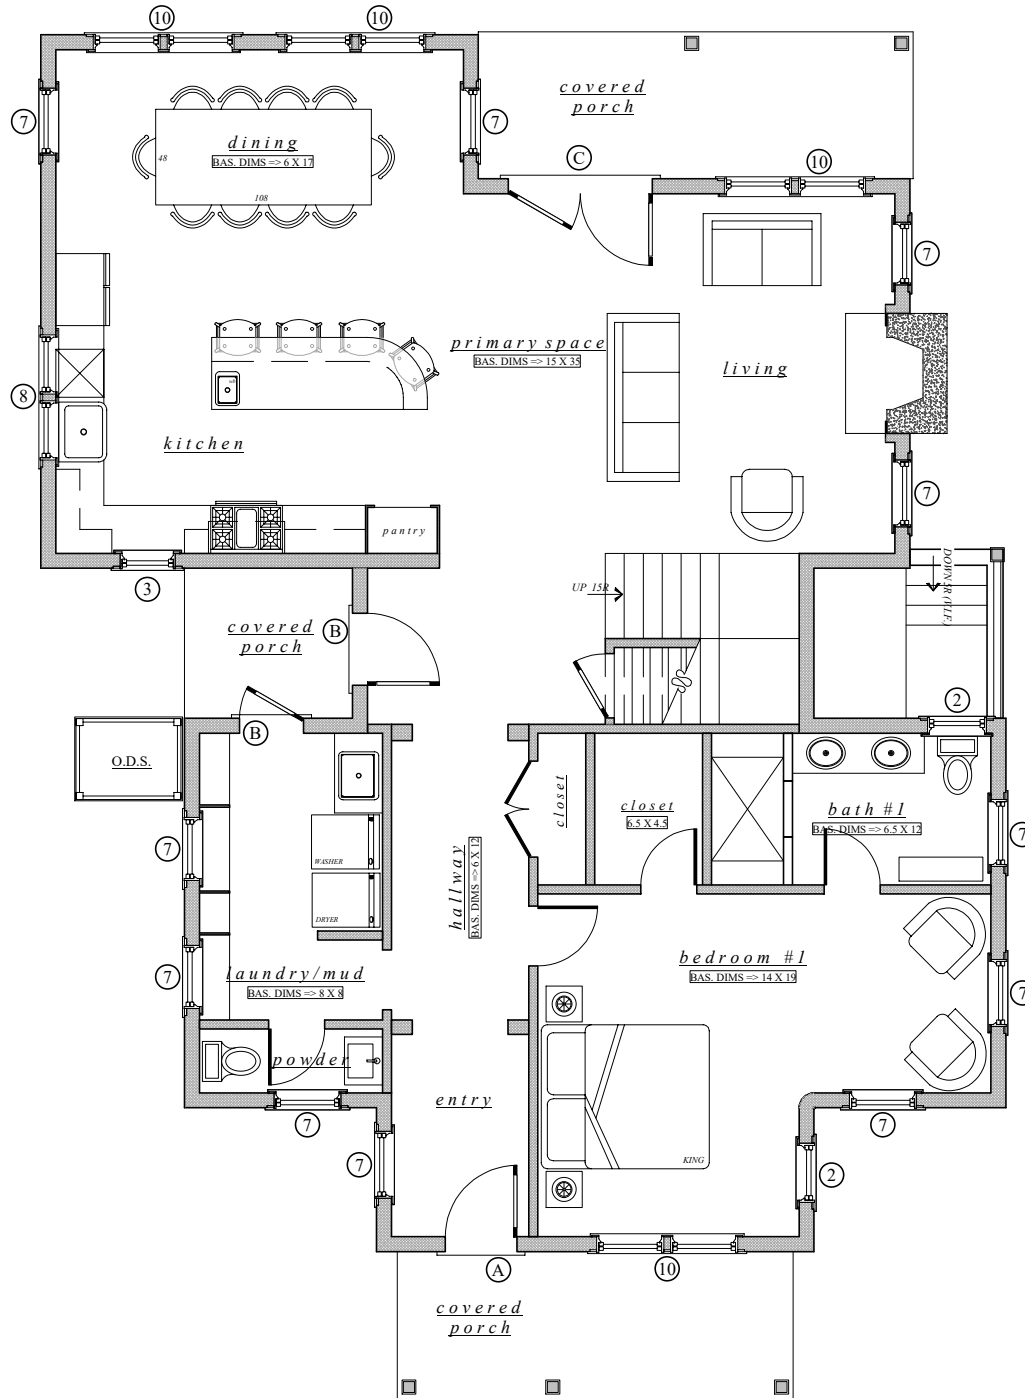 10
10
covered
porch
7
7
dining
BAS. DIMS => 6 X 17
48
108
C
10
7
primary space
BAS. DIMS => 15 X 35
living
8
kitchen
7
pantry
3
UP 15R
DOWN 5R (V.I.F.)
covered
porch
B
B
2
O.D.S.
closet
closet
6.5 X 4.5
bath #1
BAS. DIMS => 6.5 X 12
7
7
WASHER
DRYER
hallway
BAS. DIMS => 6 X 12
bedroom #1
BAS. DIMS => 14 X 19
laundry/mud
BAS. DIMS => 8 X 8
7
7
powder
entry
7
7
7
KING
2
A
10
covered
porch